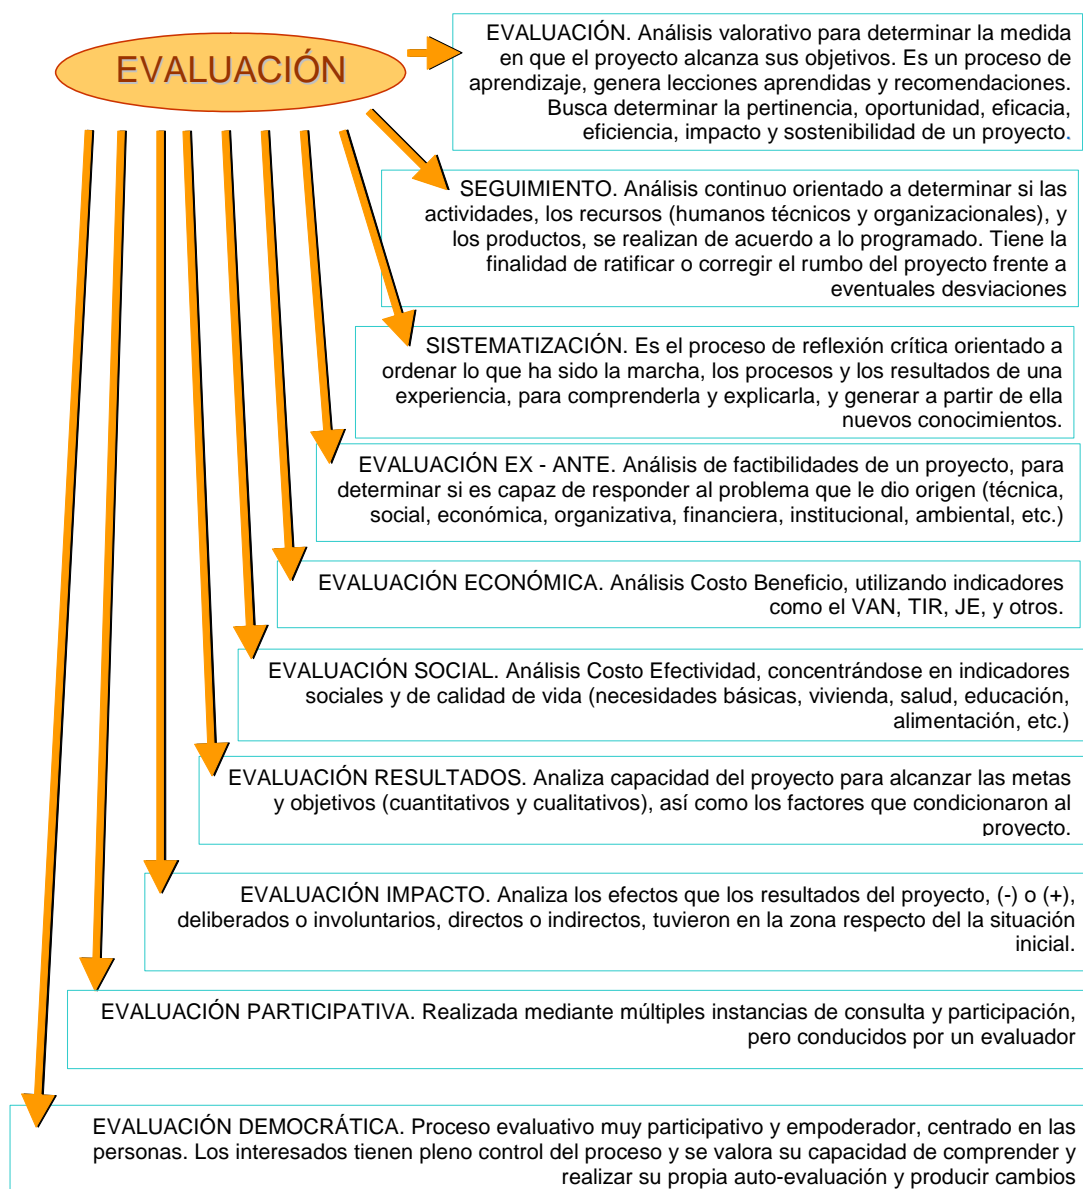 EVALUACIÓN
EVALUACIÓN. Análisis valorativo para determinar la medida
en que el proyecto alcanza sus objetivos. Es un proceso de
aprendizaje, genera lecciones aprendidas y recomendaciones.
Busca determinar la pertinencia, oportunidad, eficacia,
eficiencia, impacto y sostenibilidad de un proyecto.
SEGUIMIENTO. Análisis continuo orientado a determinar si las
actividades, los recursos (humanos técnicos y organizacionales), y
los productos, se realizan de acuerdo a lo programado. Tiene la
finalidad de ratificar o corregir el rumbo del proyecto frente a
eventuales desviaciones
SISTEMATIZACIÓN. Es el proceso de reflexión crítica orientado a
ordenar lo que ha sido la marcha, los procesos y los resultados de una
experiencia, para comprenderla y explicarla, y generar a partir de ella
nuevos conocimientos.
EVALUACIÓN EX - ANTE. Análisis de factibilidades de un proyecto, para
determinar si es capaz de responder al problema que le dio origen (técnica,
social, económica, organizativa, financiera, institucional, ambiental, etc.)
EVALUACIÓN ECONÓMICA. Análisis Costo Beneficio, utilizando indicadores
como el VAN, TIR, JE, y otros.
EVALUACIÓN SOCIAL. Análisis Costo Efectividad, concentrándose en indicadores
sociales y de calidad de vida (necesidades básicas, vivienda, salud, educación,
alimentación, etc.)
EVALUACIÓN RESULTADOS. Analiza capacidad del proyecto para alcanzar las metas
y objetivos (cuantitativos y cualitativos), así como los factores que condicionaron al
proyecto.
EVALUACIÓN IMPACTO. Analiza los efectos que los resultados del proyecto, (-) o (+),
deliberados o involuntarios, directos o indirectos, tuvieron en la zona respecto del la situación
inicial.
EVALUACIÓN PARTICIPATIVA. Realizada mediante múltiples instancias de consulta y participación,
pero conducidos por un evaluador
EVALUACIÓN DEMOCRÁTICA. Proceso evaluativo muy participativo y empoderador, centrado en las
personas. Los interesados tienen pleno control del proceso y se valora su capacidad de comprender y
realizar su propia auto-evaluación y producir cambios